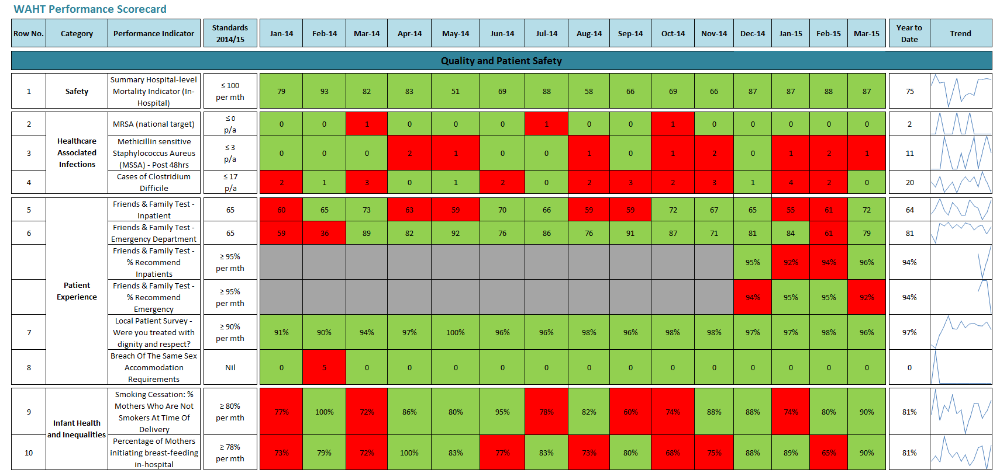 WAHT Performance Scorecard
Row No. Category Performance Indicator Standards 2014/15 Jan-14 Feb-14 Mar-14 Apr-14 May-14 Jun-14 Jul-14 Aug-14 Sep-14 Oct-14 Nov-14 Dec-14 Jan-15 Feb-15 Mar-15 Year to Date Trend
Quality and Patient Safety
1 Safety Summary Hospital-level Mortality Indicator (In-Hospital) ≤ 100 per mth 79 93 82 83 51 69 88 58 66 69 66 87 87 88 87 75
Healthcare Associated Infections
2 MRSA (national target) ≤ 0 p/a 0 0 1 0 0 0 1 0 0 1 0 0 0 0 0 2
3 Methicillin sensitive Staphylococcus Aureus (MSSA) - Post 48hrs ≤ 3 p/a 0 0 0 2 1 0 0 1 0 1 2 0 1 2 1 11
4 Cases of Clostridium Difficile ≤ 17 p/a 2 1 3 0 1 2 0 2 3 2 3 1 4 2 0 20
Patient Experience
5 Friends & Family Test - Inpatient 65 60 65 73 63 59 70 66 59 59 72 67 65 55 61 72 64
6 Friends & Family Test - Emergency Department 65 59 36 89 82 92 76 86 76 91 87 71 81 84 61 79 81
Friends & Family Test - % Recommend Inpatients ≥ 95% per mth 95% 92% 94% 96% 94%
Friends & Family Test - % Recommend Emergency ≥ 95% per mth 94% 95% 95% 92% 94%
7 Local Patient Survey - Were you treated with dignity and respect? ≥ 90% per mth 91% 90% 94% 97% 100% 96% 96% 98% 96% 98% 98% 97% 97% 98% 96% 97%
8 Breach Of The Same Sex Accommodation Requirements Nil 0 5 0 0 0 0 0 0 0 0 0 0 0 0 0 0
Infant Health and Inequalities
9 Smoking Cessation: % Mothers Who Are Not Smokers At Time Of Delivery ≥ 80% per mth 77% 100% 72% 86% 80% 95% 78% 82% 60% 74% 88% 88% 74% 80% 90% 81%
10 Percentage of Mothers initiating breast-feeding in-hospital ≥ 78% per mth 73% 79% 72% 100% 83% 77% 83% 73% 80% 68% 75% 88% 89% 65% 90% 81%